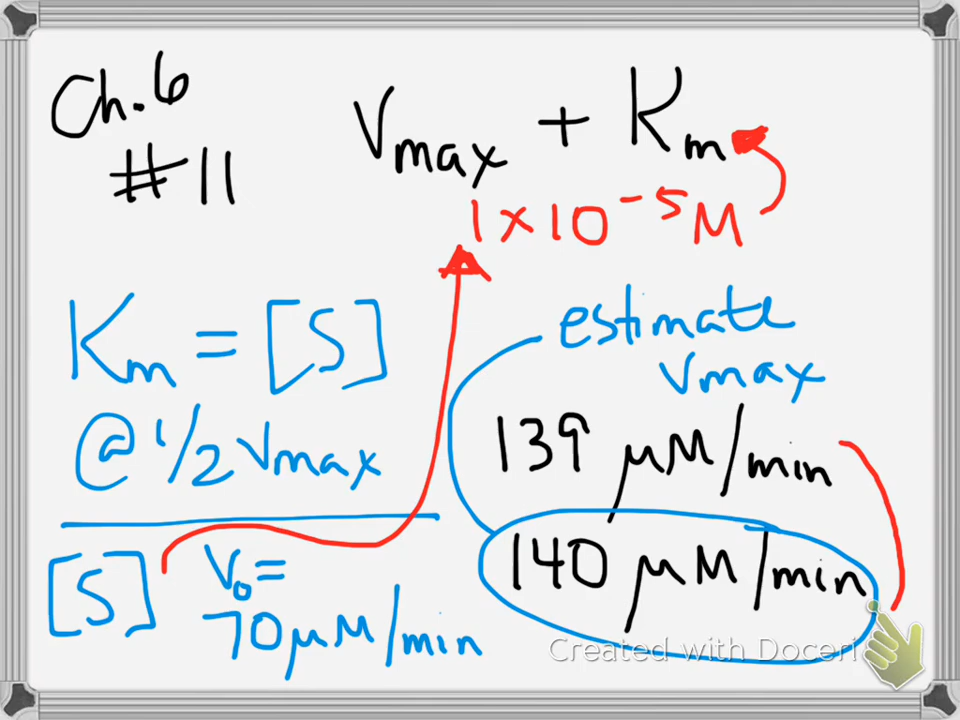 Ch. 6
#11
Vmax + Km
1 x 10⁻⁵ M
Km = [S]
@ 1/2 Vmax
estimate
Vmax
139 μM/min
140 μM/min
[S] V₀ =
70 μM/min
Created with Doceri